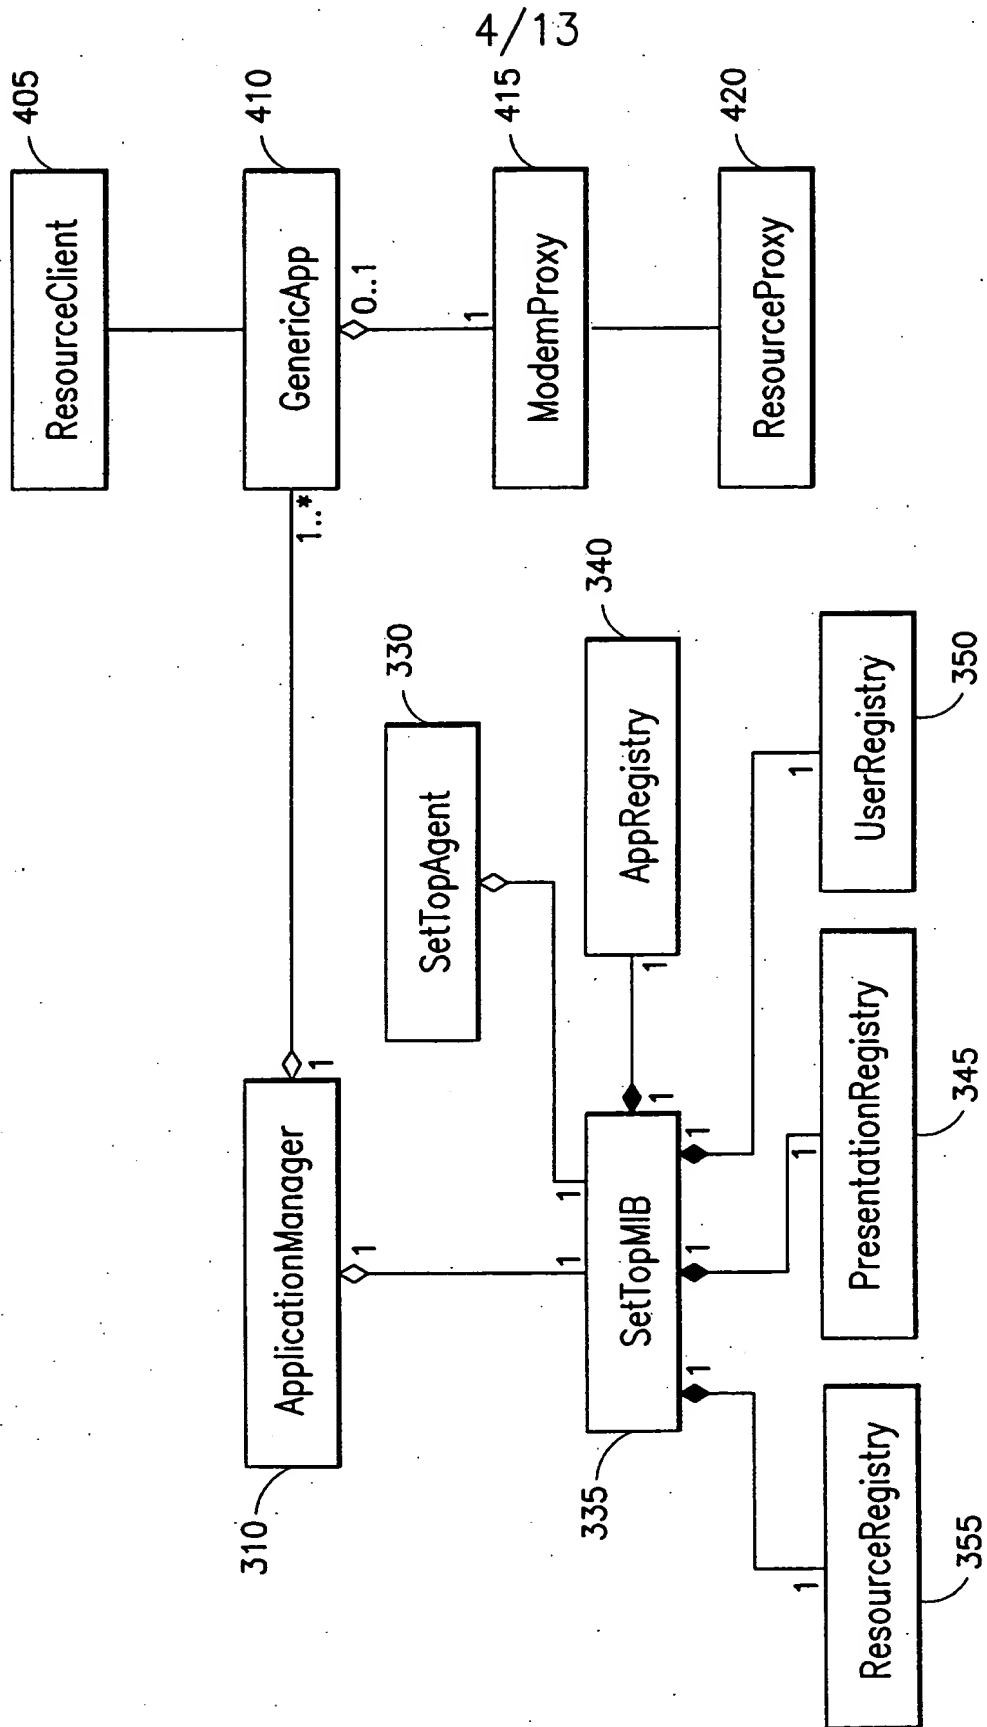 4/13
ResourceClient
405
GenericApp
410
0..1
1..*
1
ModemProxy
415
ResourceProxy
420
ApplicationManager
310
1
1
SetTopAgent
330
AppRegistry
340
1
SetTopMIB
335
1
1
1
1
1
1
UserRegistry
350
1
PresentationRegistry
345
1
ResourceRegistry
355
1